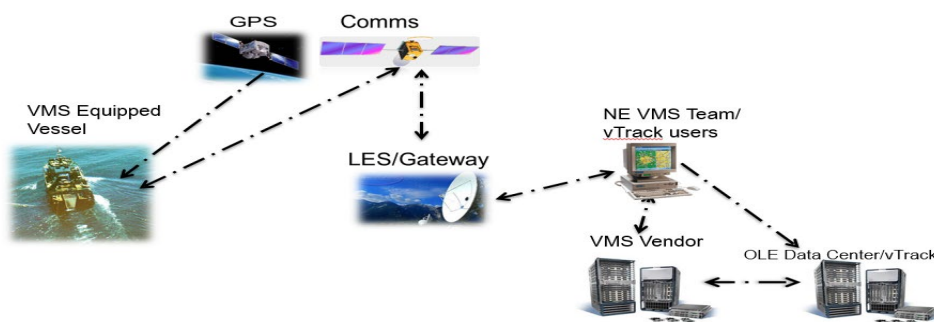 GPS
Comms
VMS Equipped
Vessel
NE VMS Team/
vTrack users
LES/Gateway
VMS Vendor
OLE Data Center/vTrack